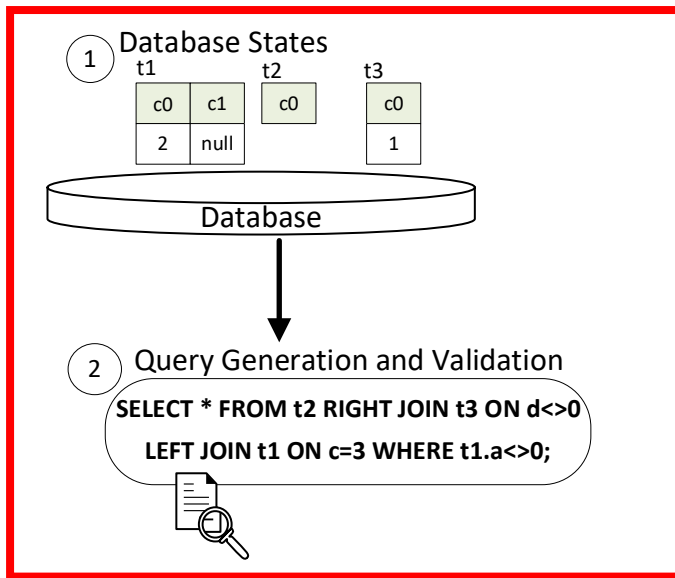 1 Database States
t1 t2 t3
c0 c1 c0 c0
2 null 1
Database
2 Query Generation and Validation
SELECT * FROM t2 RIGHT JOIN t3 ON d<>0
LEFT JOIN t1 ON c=3 WHERE t1.a<>0;